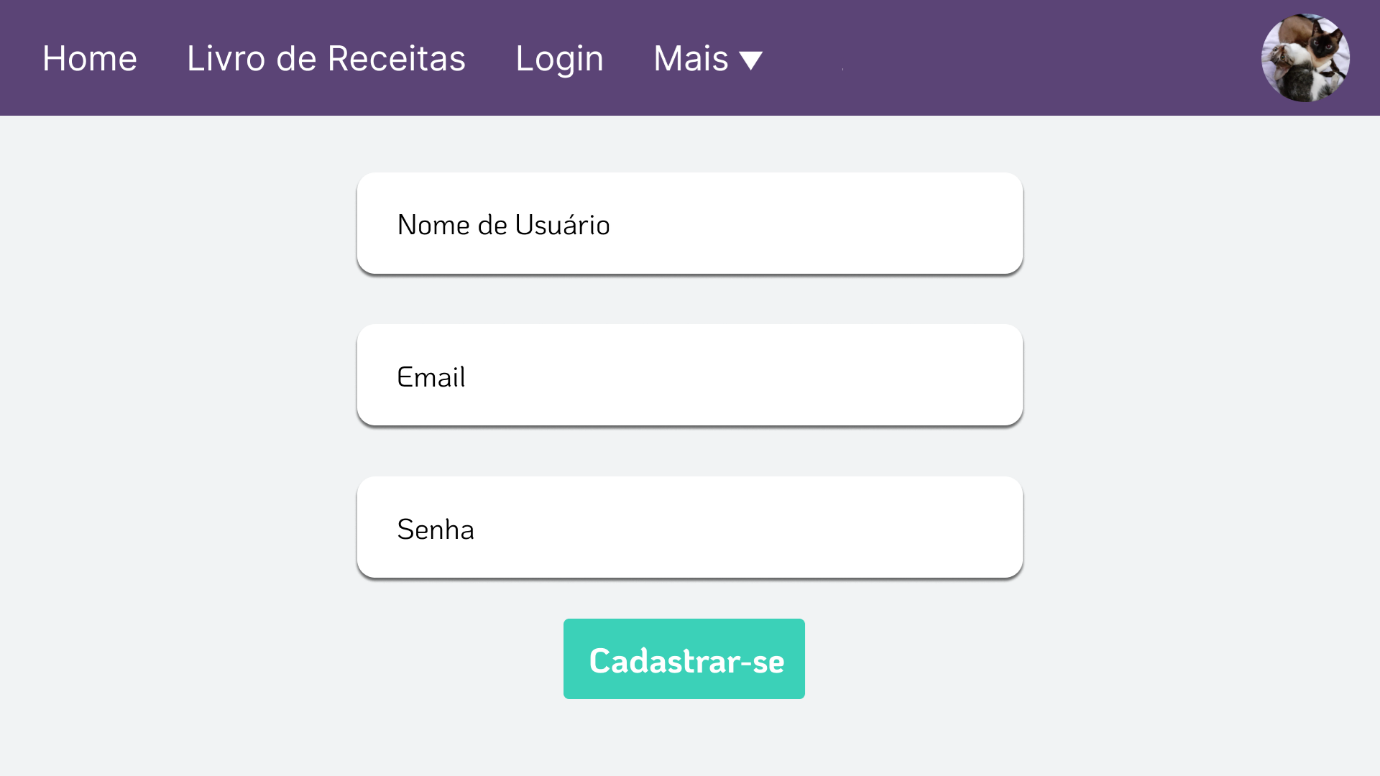 Home Livro de Receitas Login Mais ▼
Nome de Usuário
Email
Senha
Cadastrar-se